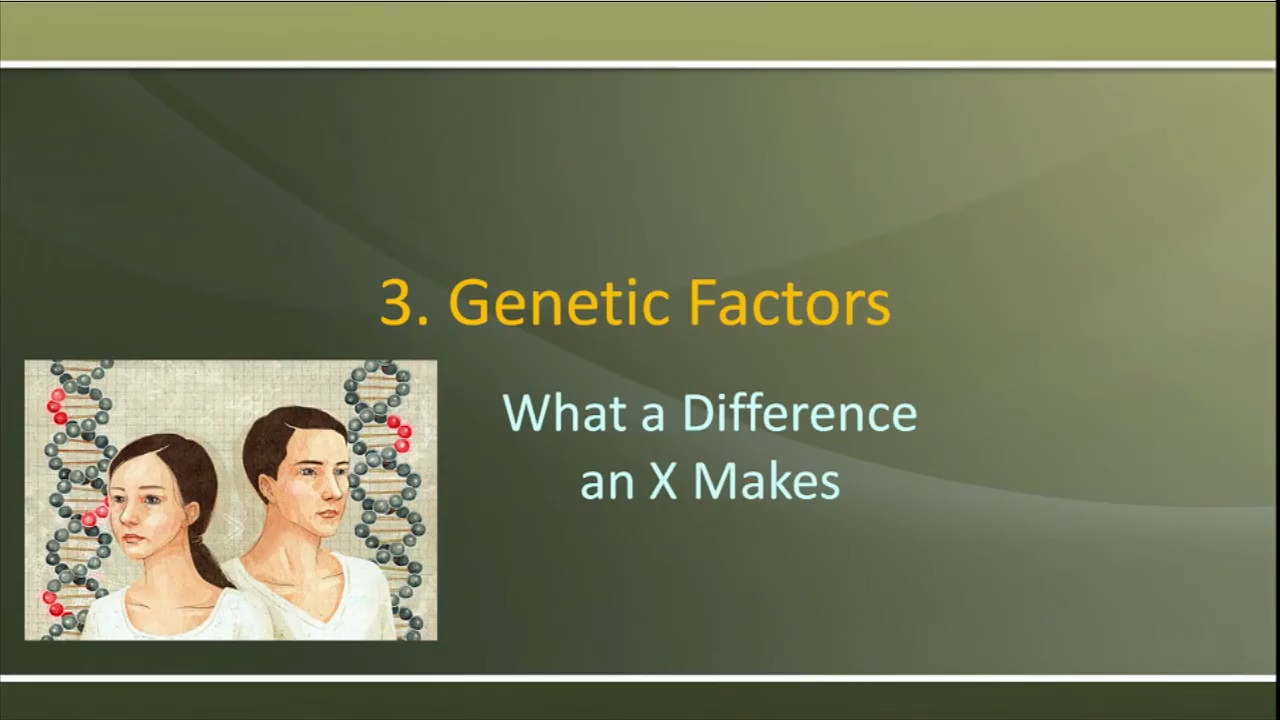 3. Genetic Factors
What a Difference
an X Makes